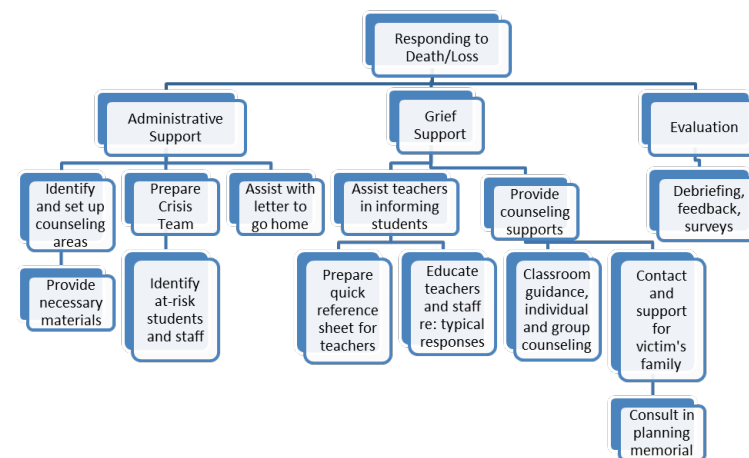 Responding to
Death/Loss
Administrative
Support
Grief
Support
Evaluation
Identify
and set up
counseling
areas
Prepare
Crisis
Team
Assist with
letter to
go home
Assist teachers
in informing
students
Provide
counseling
supports
Debriefing,
feedback,
surveys
Provide
necessary
materials
Identify
at-risk
students
and staff
Prepare
quick
reference
sheet for
teachers
Educate
teachers
and staff
re: typical
responses
Classroom
guidance,
individual
and group
counseling
Contact
and
support
for
victim's
family
Consult in
planning
memorial